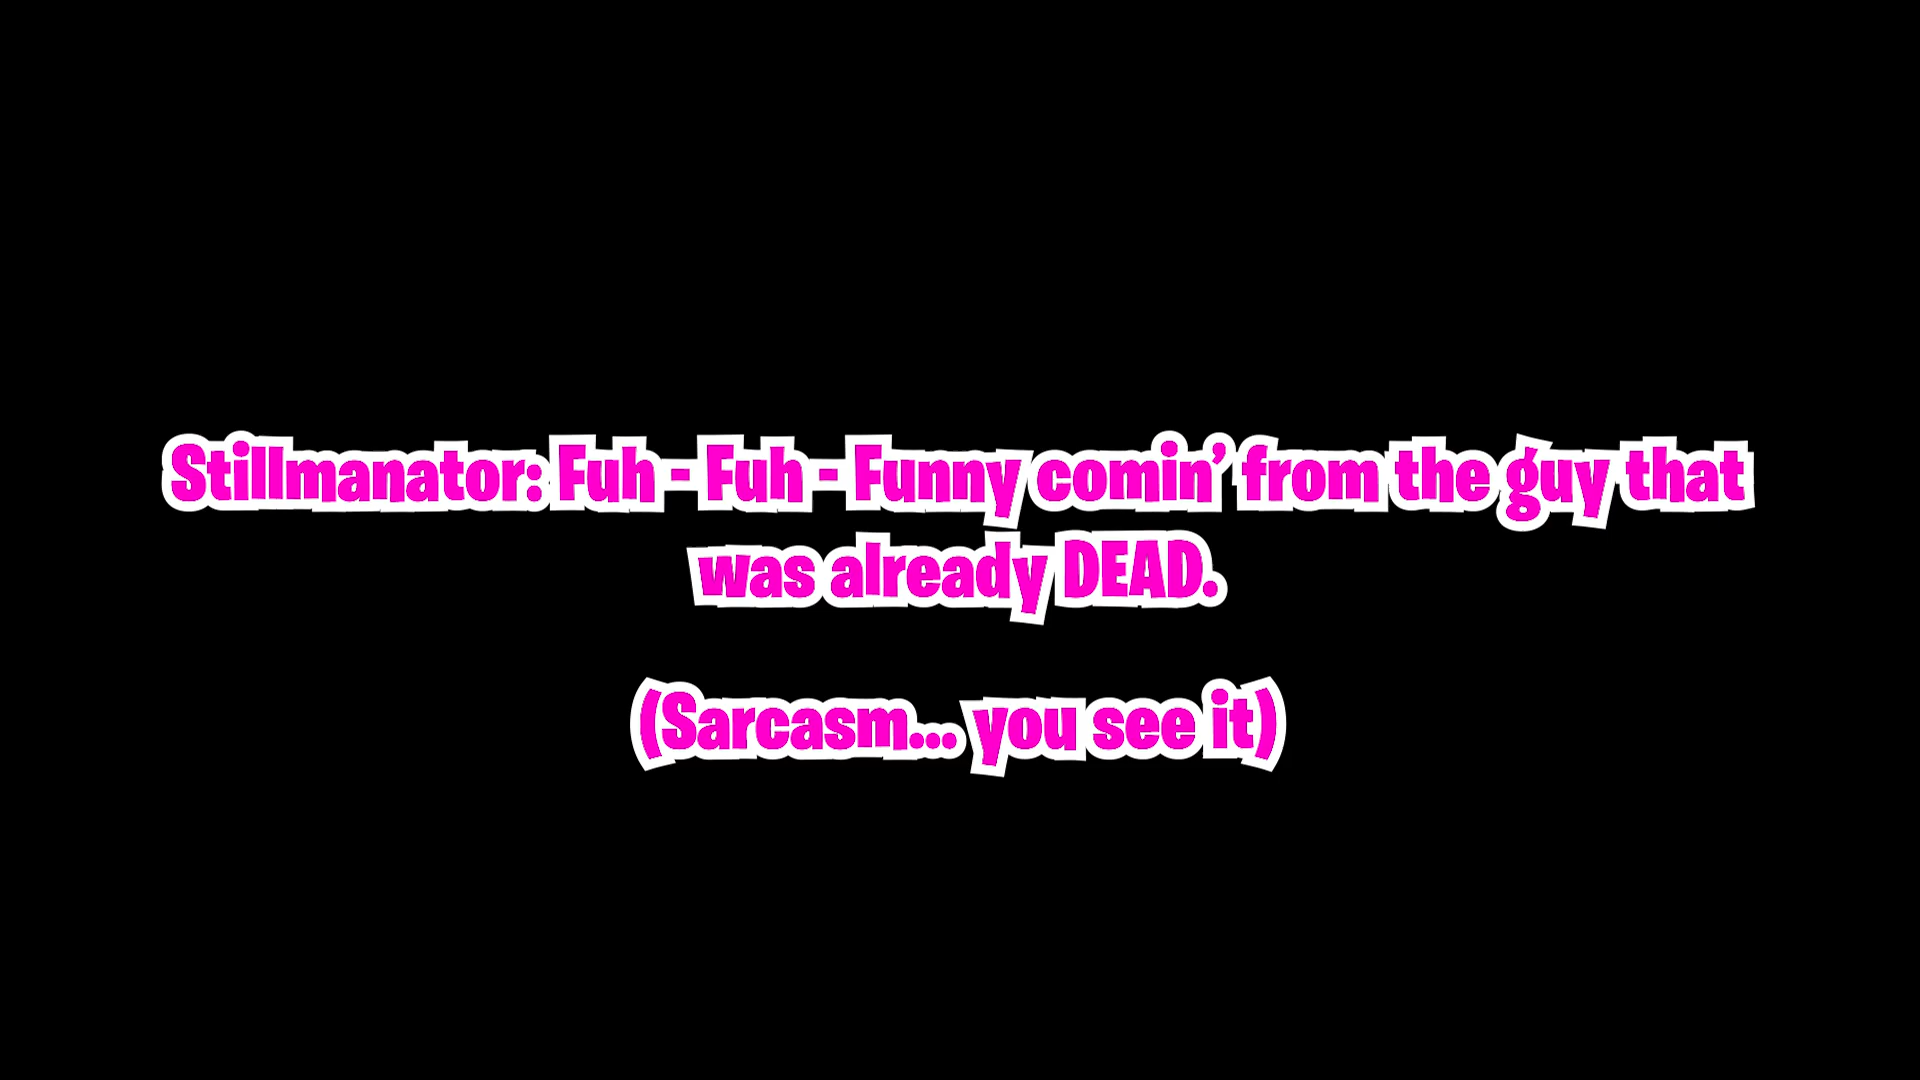 Stillmanator: Fuh - Fuh - Funny comin’ from the guy that
was already DEAD.
(Sarcasm... you see it)